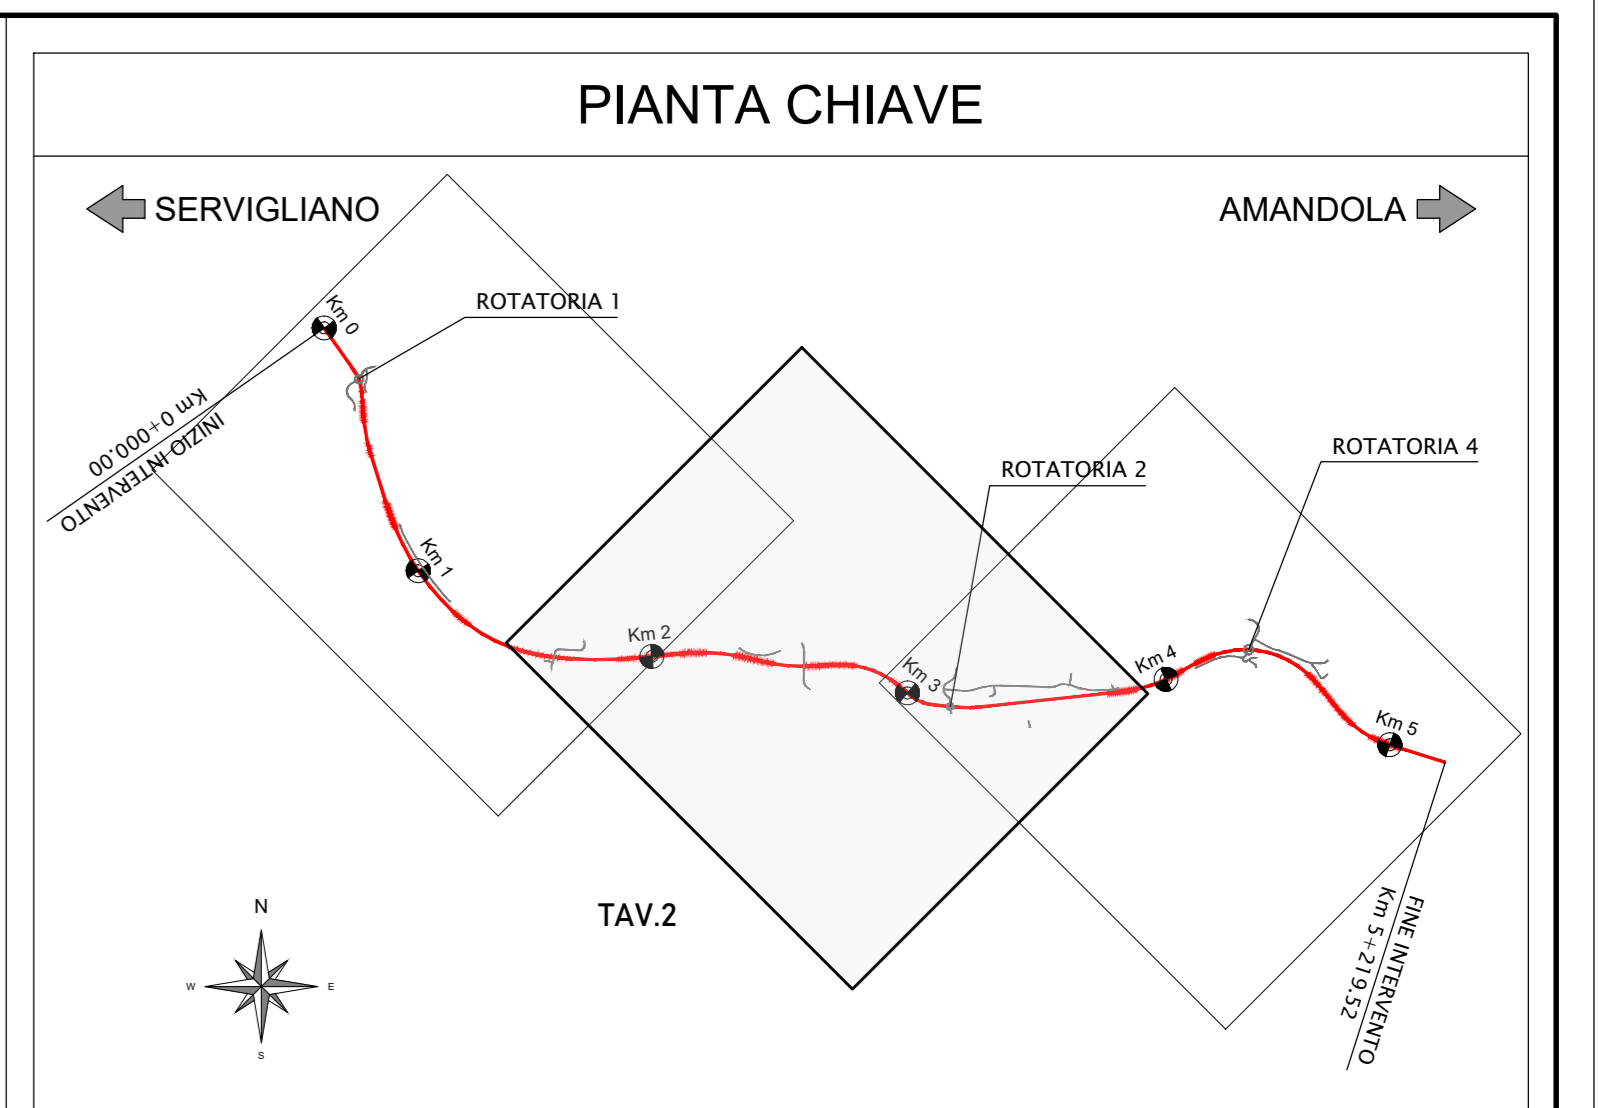 PIANTA CHIAVE
SERVIGLIANO
AMANDOLA
Km 0
ROTATORIA 1
Km 0+000.00
INIZIO INTERVENTO
ROTATORIA 4
ROTATORIA 2
Km 1
Km 2
Km 3
Km 4
Km 5
TAV.2
FINE INTERVENTO
Km 5+219.52
N
W
E
S